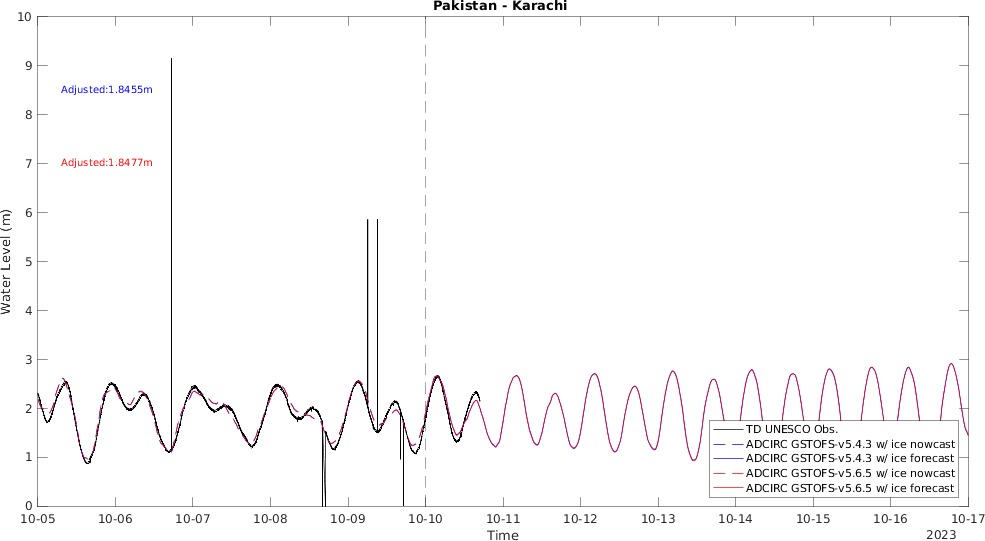 Pakistan - Karachi
10
9
8
7
6
5
4
3
2
1
0
Water Level (m)
Adjusted:1.8455m
Adjusted:1.8477m
TD UNESCO Obs.
ADCIRC GSTOFS-v5.4.3 w/ ice nowcast
ADCIRC GSTOFS-v5.4.3 w/ ice forecast
ADCIRC GSTOFS-v5.6.5 w/ ice nowcast
ADCIRC GSTOFS-v5.6.5 w/ ice forecast
10-05 10-06 10-07 10-08 10-09 10-10 10-11 10-12 10-13 10-14 10-15 10-16 10-17
Time
2023